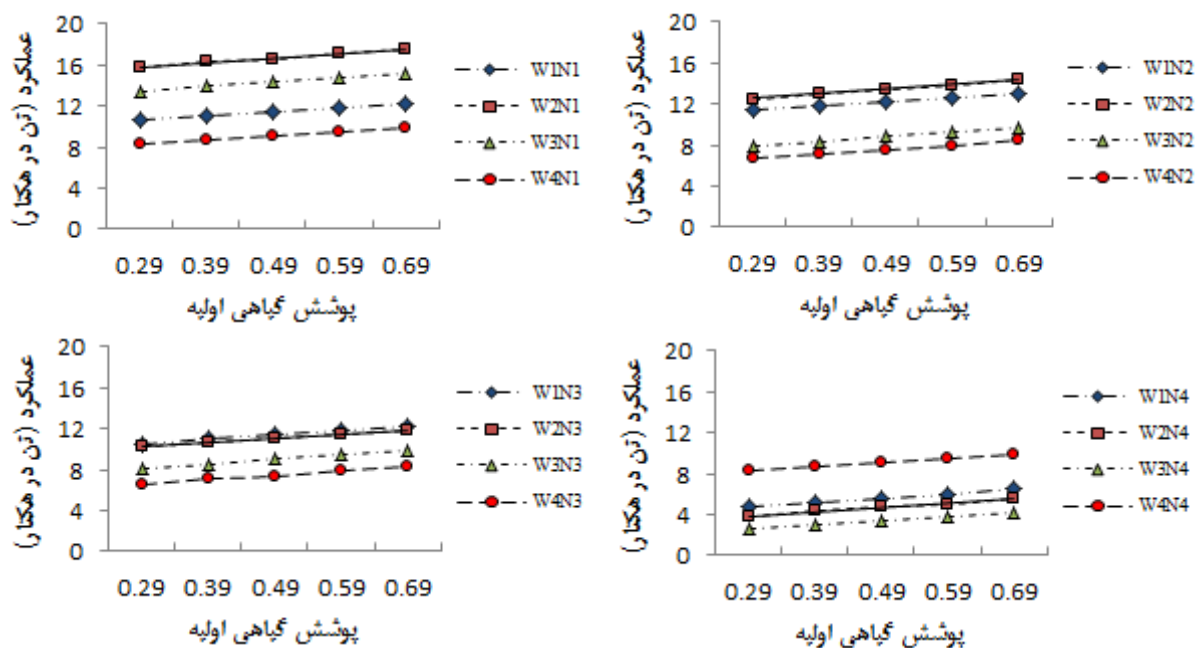 عملکرد (تن در هکتار)
20
16
12
8
4
0
0.29 0.39 0.49 0.59 0.69
پوشش گیاهی اولیه
W1N1
W2N1
W3N1
W4N1
عملکرد (تن در هکتار)
20
16
12
8
4
0
0.29 0.39 0.49 0.59 0.69
پوشش گیاهی اولیه
W1N2
W2N2
W3N2
W4N2
عملکرد (تن در هکتار)
20
16
12
8
4
0
0.29 0.39 0.49 0.59 0.69
پوشش گیاهی اولیه
W1N3
W2N3
W3N3
W4N3
عملکرد (تن در هکتار)
20
16
12
8
4
0
0.29 0.39 0.49 0.59 0.69
پوشش گیاهی اولیه
W1N4
W2N4
W3N4
W4N4